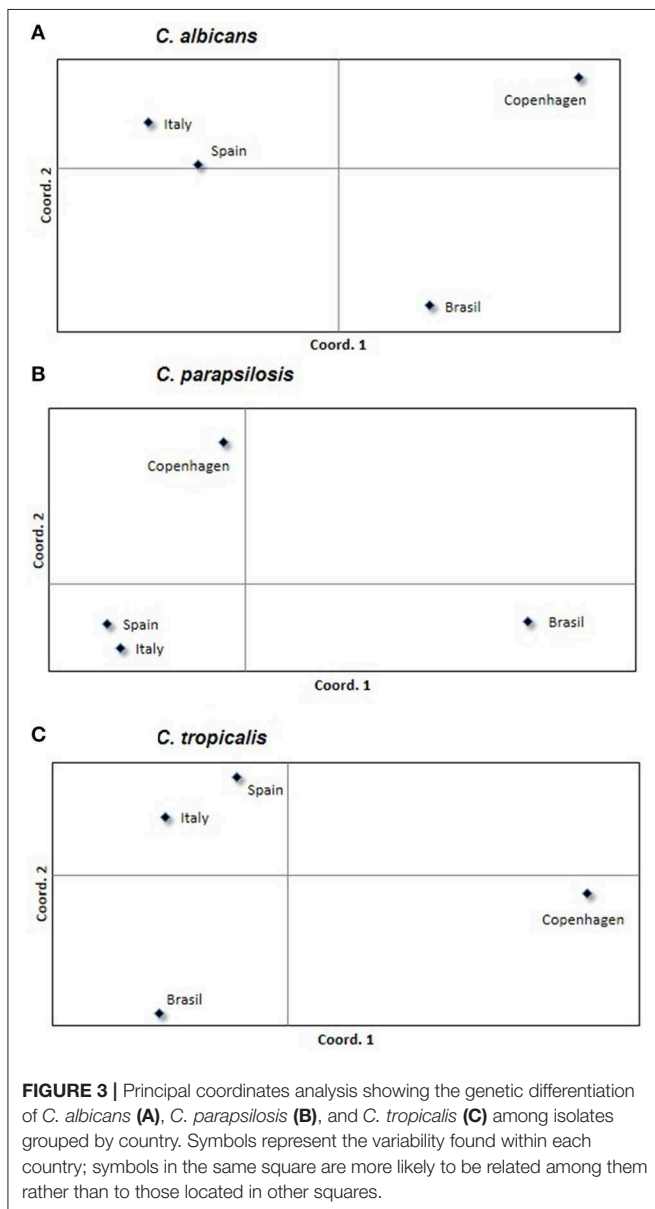 A
C. albicans
Copenhagen
Italy
Spain
Coord. 2
Brasil
Coord. 1
B
C. parapsilosis
Copenhagen
Coord. 2
Spain
Brasil
Italy
Coord. 1
C
C. tropicalis
Spain
Italy
Coord. 2
Copenhagen
Brasil
Coord. 1
FIGURE 3 | Principal coordinates analysis showing the genetic differentiation
of C. albicans (A), C. parapsilosis (B), and C. tropicalis (C) among isolates
grouped by country. Symbols represent the variability found within each
country; symbols in the same square are more likely to be related among them
rather than to those located in other squares.